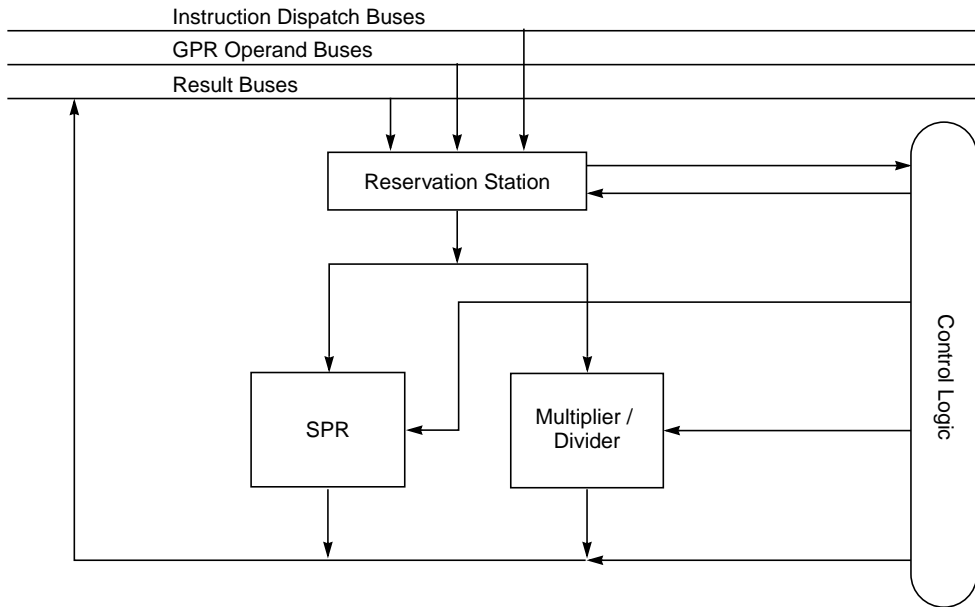 Instruction Dispatch Buses
GPR Operand Buses
Result Buses
Reservation Station
Control Logic
SPR
Multiplier /
Divider